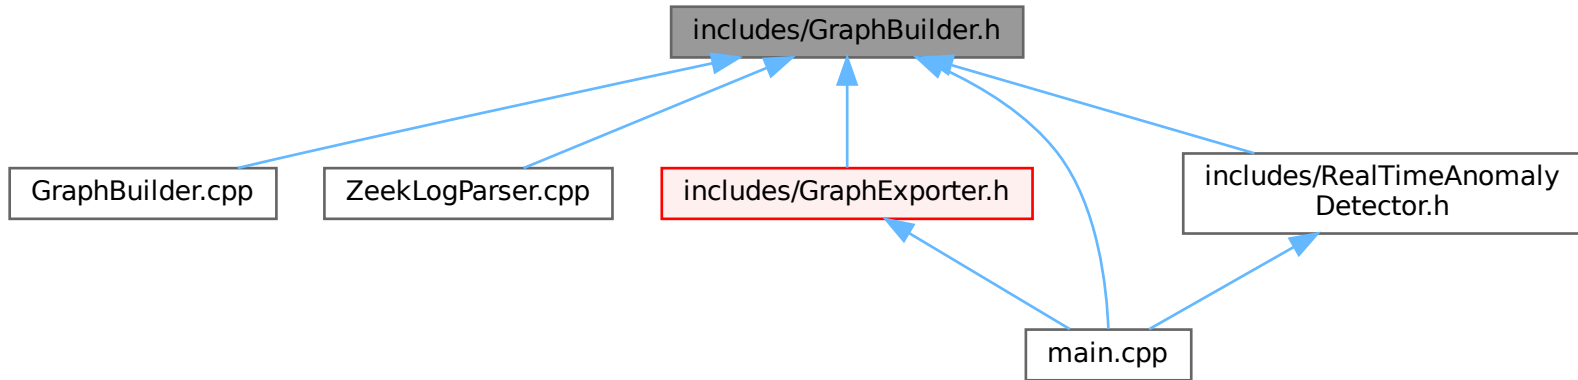 includes/GraphBuilder.h
GraphBuilder.cpp
ZeekLogParser.cpp
includes/GraphExporter.h
includes/RealTimeAnomaly
Detector.h
main.cpp